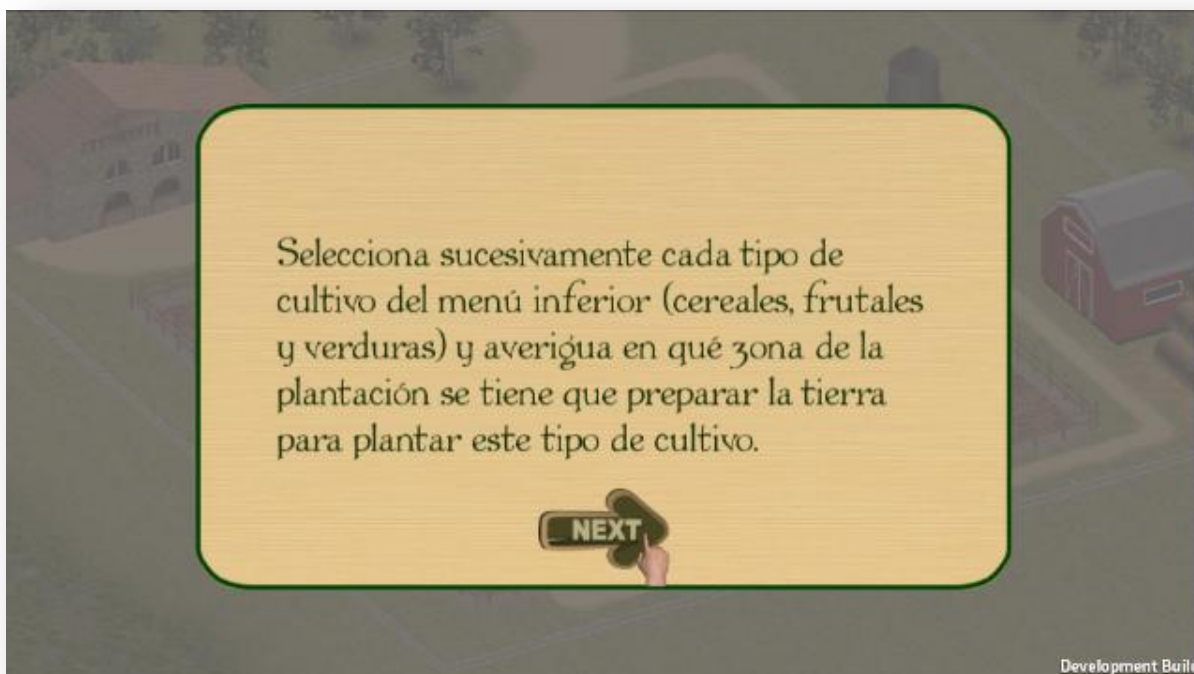 Selecciona sucesivamente cada tipo de
cultivo del menú inferior (cereales, frutales
y verduras) y averigua en qué zona de la
plantación se tiene que preparar la tierra
para plantar este tipo de cultivo.
NEXT
Development Build